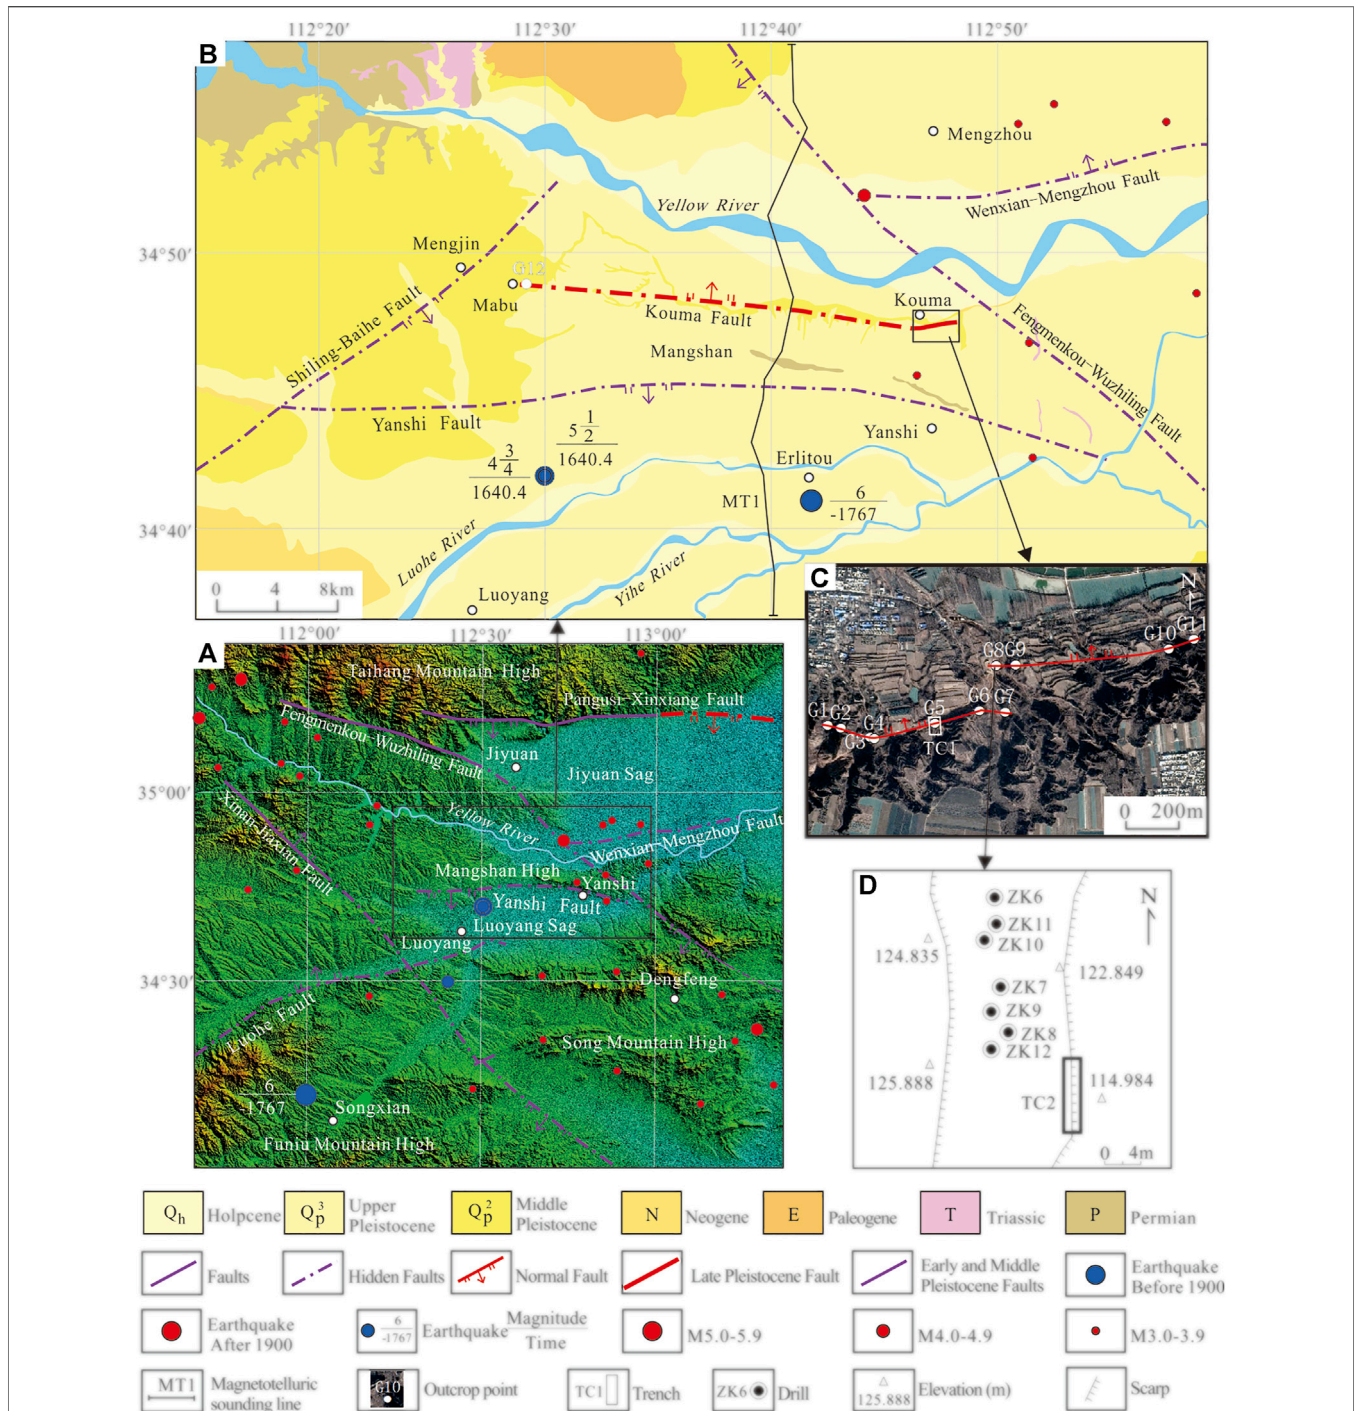 112°20′ 112°30′ 112°40′ 112°50′
B
Mengzhou
Wenxian-Mengzhou Fault
Yellow River
34°50′
Mengjin
G12
Mabu
Kouma
Kouma Fault
Shiling-Baihe Fault
Mangshan
Fengmenkou-Wuzhiling Fault
Yanshi Fault
Yanshi
5 1/2
1640.4
4 3/4
1640.4
Erlitou
MT1
6
-1767
34°40′
Luohe River
Yihe River
Luoyang
0 4 8km
C
N
G11
G10
G8G9
G6 G7
G5
G1G2
G4
G3
TC1
0 200m
112°00′ 112°30′ 113°00′
A
Taihang Mountain High
Pangusi-Xinxiang Fault
Fengmenkou-Wuzhiling Fault
Jiyuan
Jiyuan Sag
35°00′
Xinan-Jiaxian Fault
Yellow River
Wenxian-Mengzhou Fault
Mangshan High
Yanshi
Yanshi Fault
Luoyang Sag
Luoyang
34°30′
Dengfeng
Luohe Fault
Song Mountain High
6
-1767
Songxian
Funiu Mountain High
D
N
ZK6
ZK11
ZK10
124.835
122.849
ZK7
ZK9
ZK8
ZK12
125.888
114.984
TC2
0 4m
Qh Holpcene
Qp3 Upper Pleistocene
Qp2 Middle Pleistocene
N Neogene
E Paleogene
T Triassic
P Permian
Faults
Hidden Faults
Normal Fault
Late Pleistocene Fault
Early and Middle Pleistocene Faults
Earthquake Before 1900
Earthquake After 1900
6
-1767
Earthquake Magnitude
Time
M5.0-5.9
M4.0-4.9
M3.0-3.9
MT1 Magnetotelluric sounding line
G10 Outcrop point
TC1 Trench
ZK6 Drill
125.888 Elevation (m)
Scarp